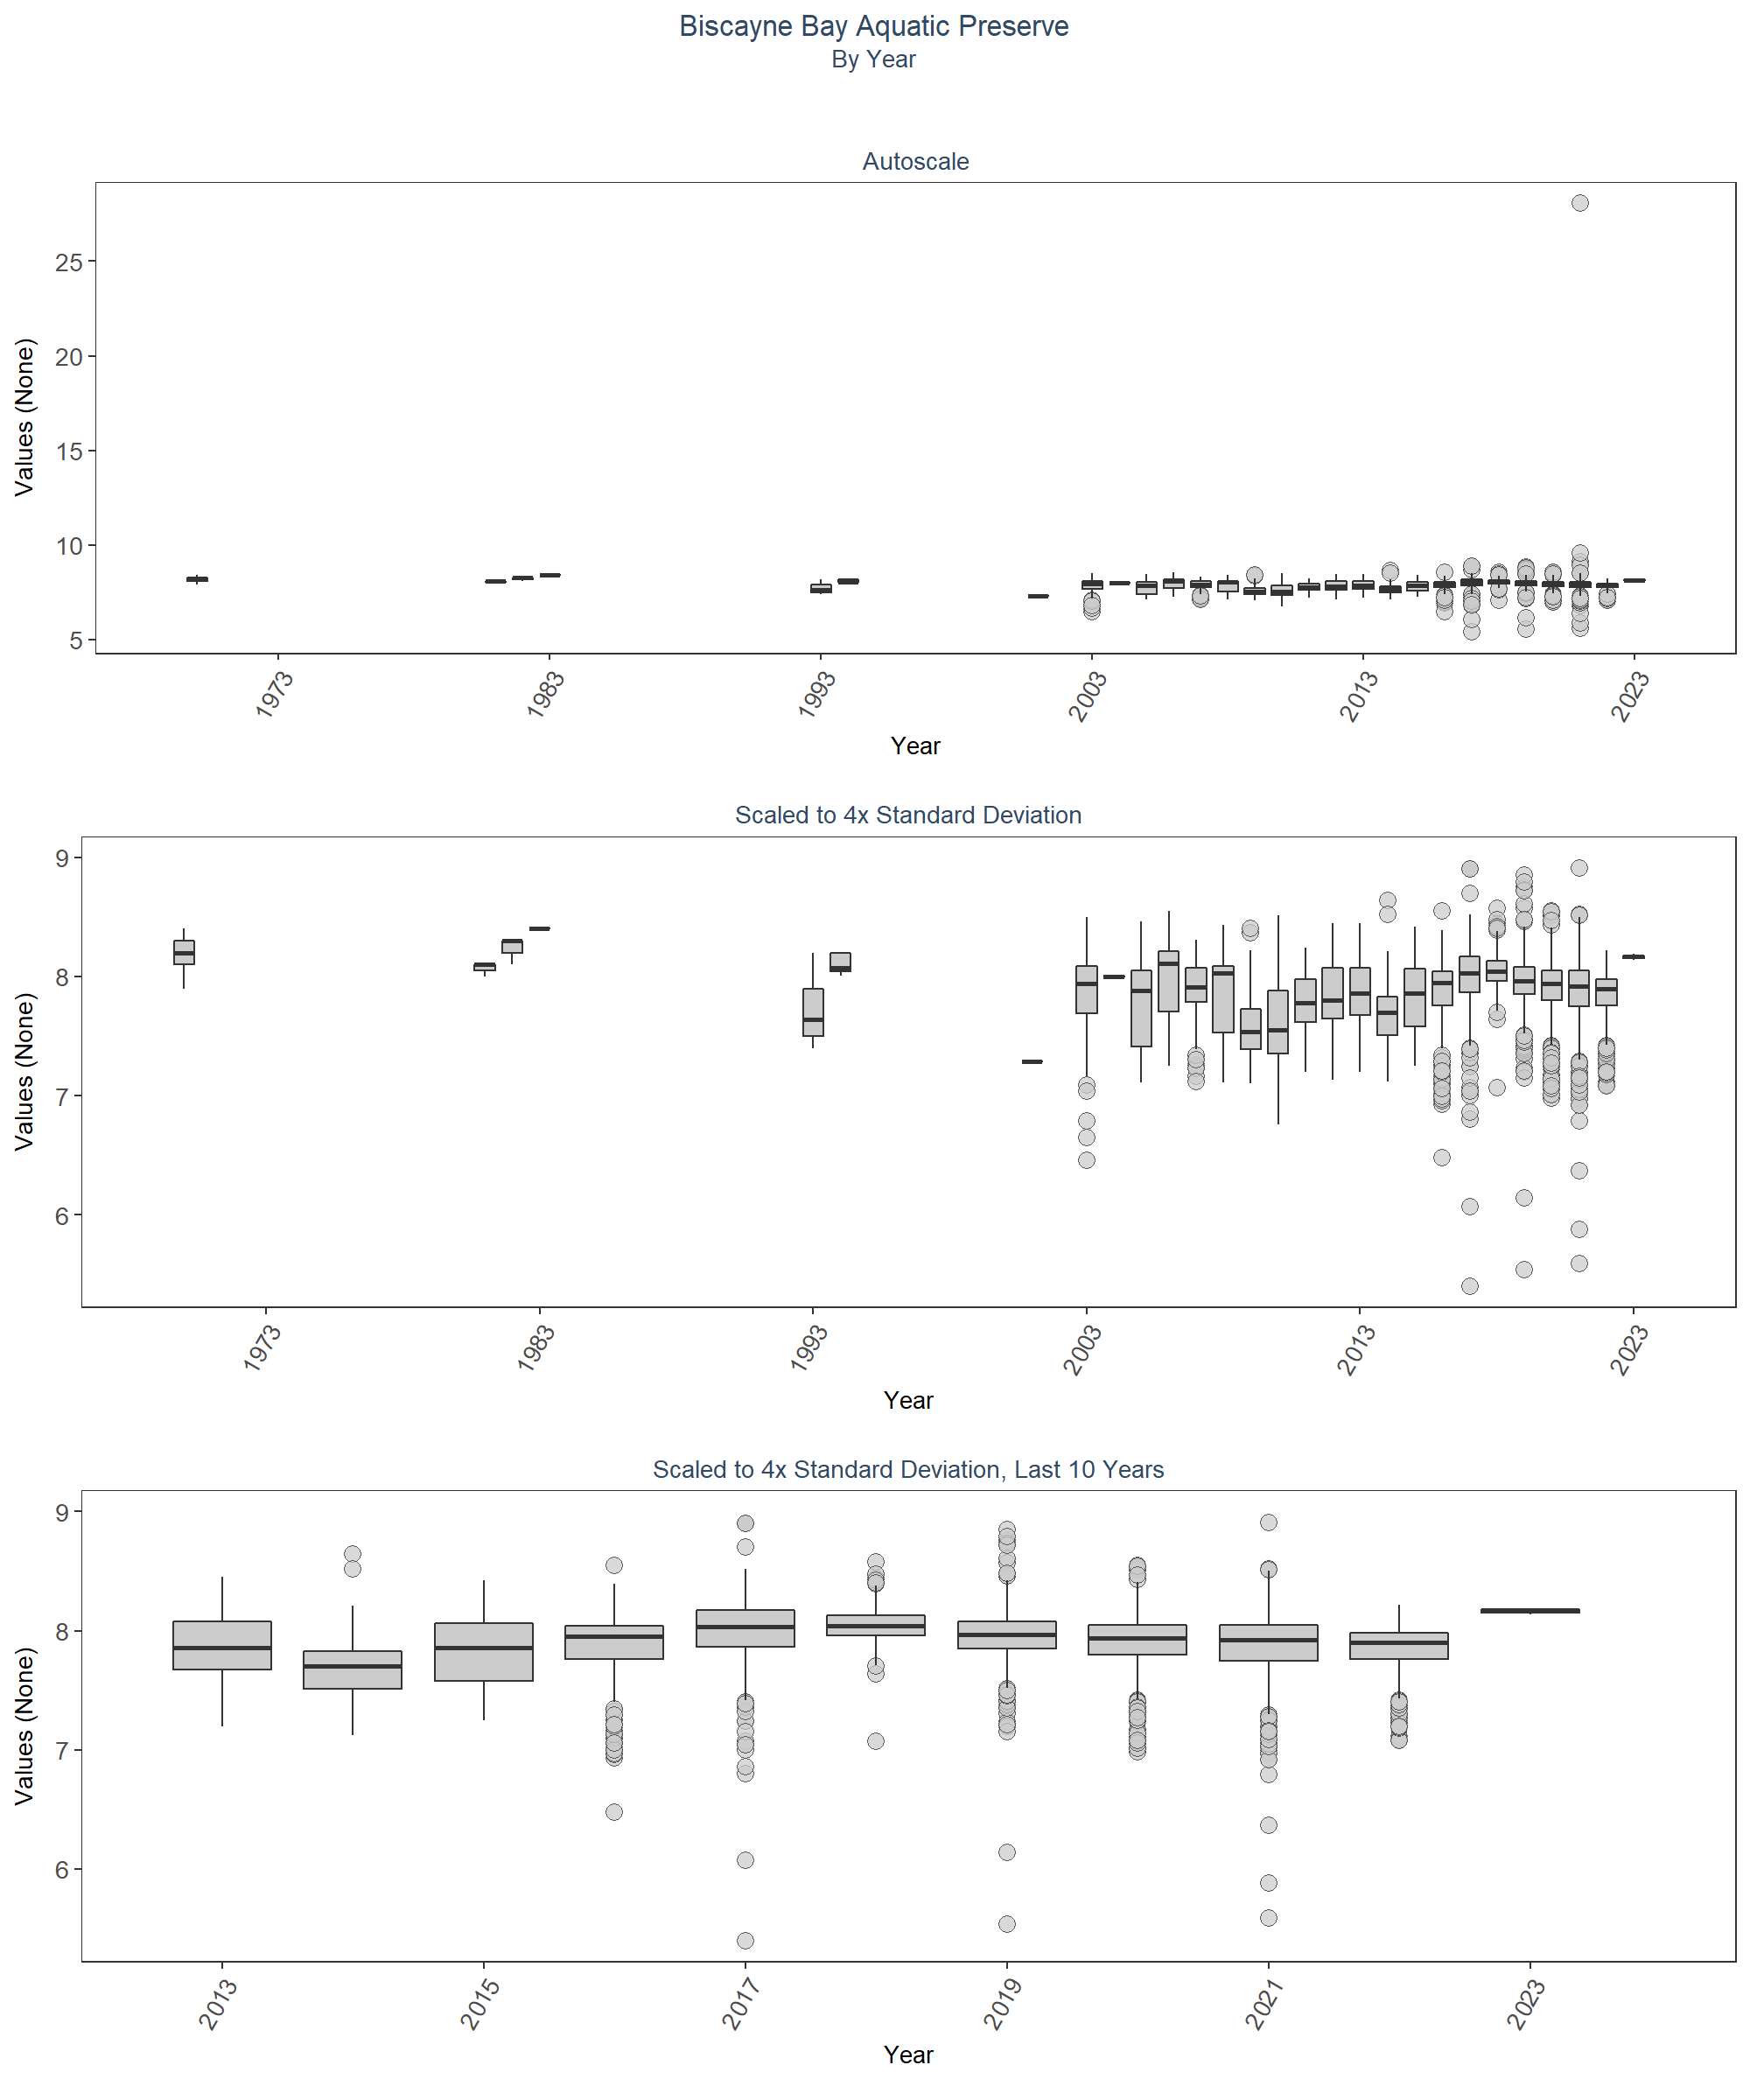 Biscayne Bay Aquatic Preserve
By Year
Autoscale
Values (None)
25
20
15
10
5
1973
1983
1993
2003
2013
2023
Year
Scaled to 4x Standard Deviation
Values (None)
9
8
7
6
1973
1983
1993
2003
2013
2023
Year
Scaled to 4x Standard Deviation, Last 10 Years
Values (None)
9
8
7
6
2013
2015
2017
2019
2021
2023
Year